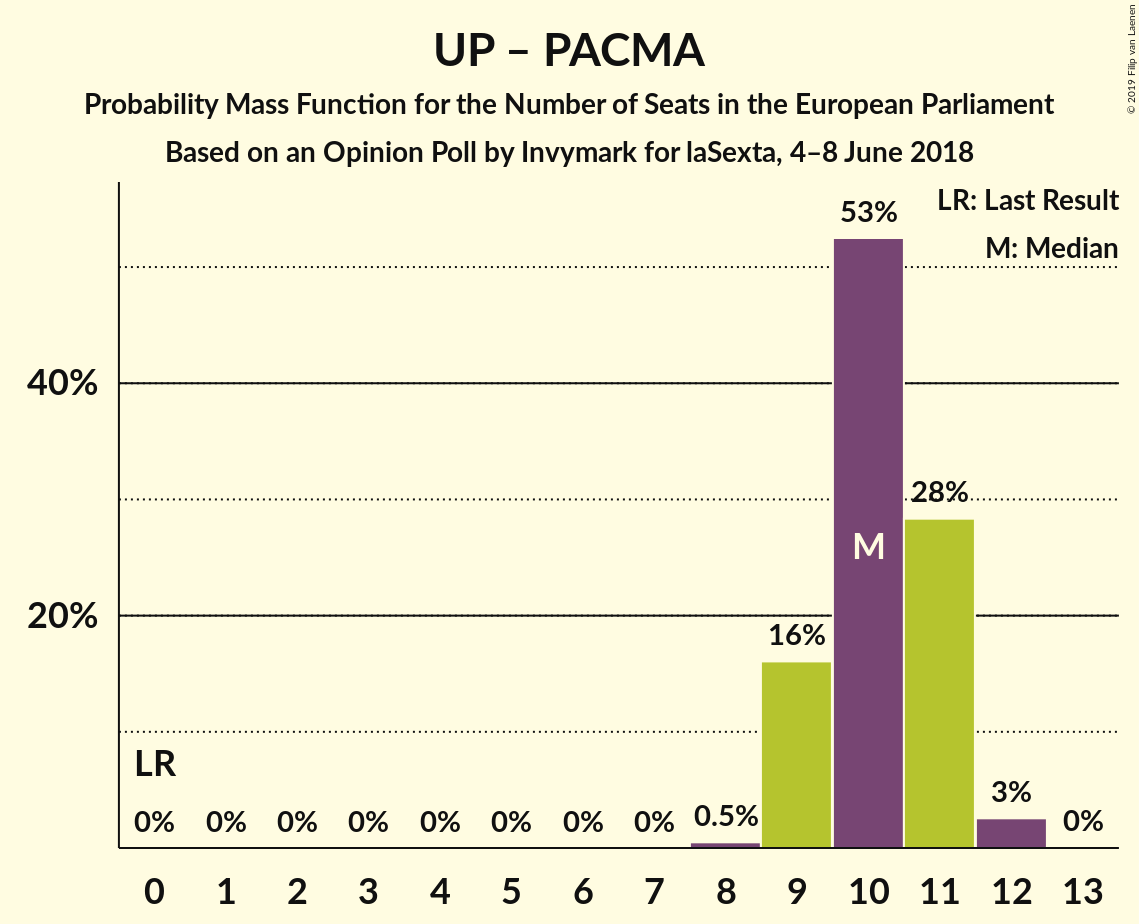 UP – PACMA
Probability Mass Function for the Number of Seats in the European Parliament
Based on an Opinion Poll by Invymark for laSexta, 4–8 June 2018
© 2019 Filip van Laenen
LR: Last Result
M: Median
53%
40%
28%
M
20%
16%
LR
0% 0% 0% 0% 0% 0% 0% 0% 0.5% 3% 0%
0 1 2 3 4 5 6 7 8 9 10 11 12 13